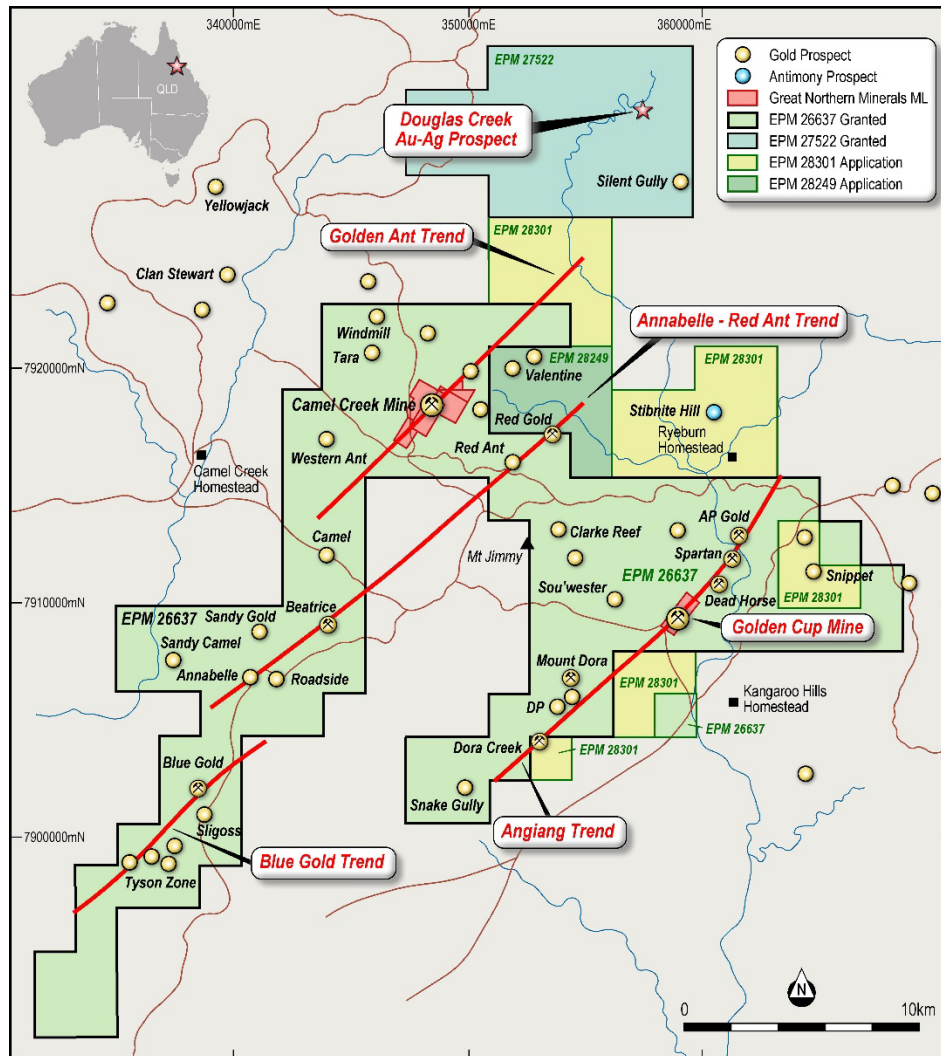 340000mE
350000mE
360000mE
QLD
EPM 27522
Gold Prospect
Antimony Prospect
Great Northern Minerals ML
EPM 26637 Granted
EPM 27522 Granted
EPM 28301 Application
EPM 28249 Application
Douglas Creek
Au-Ag Prospect
Silent Gully
Yellowjack
EPM 28301
Golden Ant Trend
Clan Stewart
Annabelle - Red Ant Trend
Windmill
Tara
7920000mN
EPM 28249
EPM 28301
Valentine
Camel Creek Mine
Stibnite Hill
Red Gold
Ryeburn
Homestead
Western Ant
Red Ant
Camel Creek
Homestead
AP Gold
Clarke Reef
Camel
Mt Jimmy
Spartan
Sou'wester
EPM 26637
Snippet
7910000mN
EPM 26637
Sandy Gold
Beatrice
Dead Horse
EPM 28301
Golden Cup Mine
Sandy Camel
Annabelle
Roadside
Mount Dora
EPM 28301
DP
Kangaroo Hills
Homestead
EPM 26637
Dora Creek
EPM 28301
Blue Gold
Snake Gully
Sligoss
7900000mN
Angiang Trend
Blue Gold Trend
Tyson Zone
N
0
10km